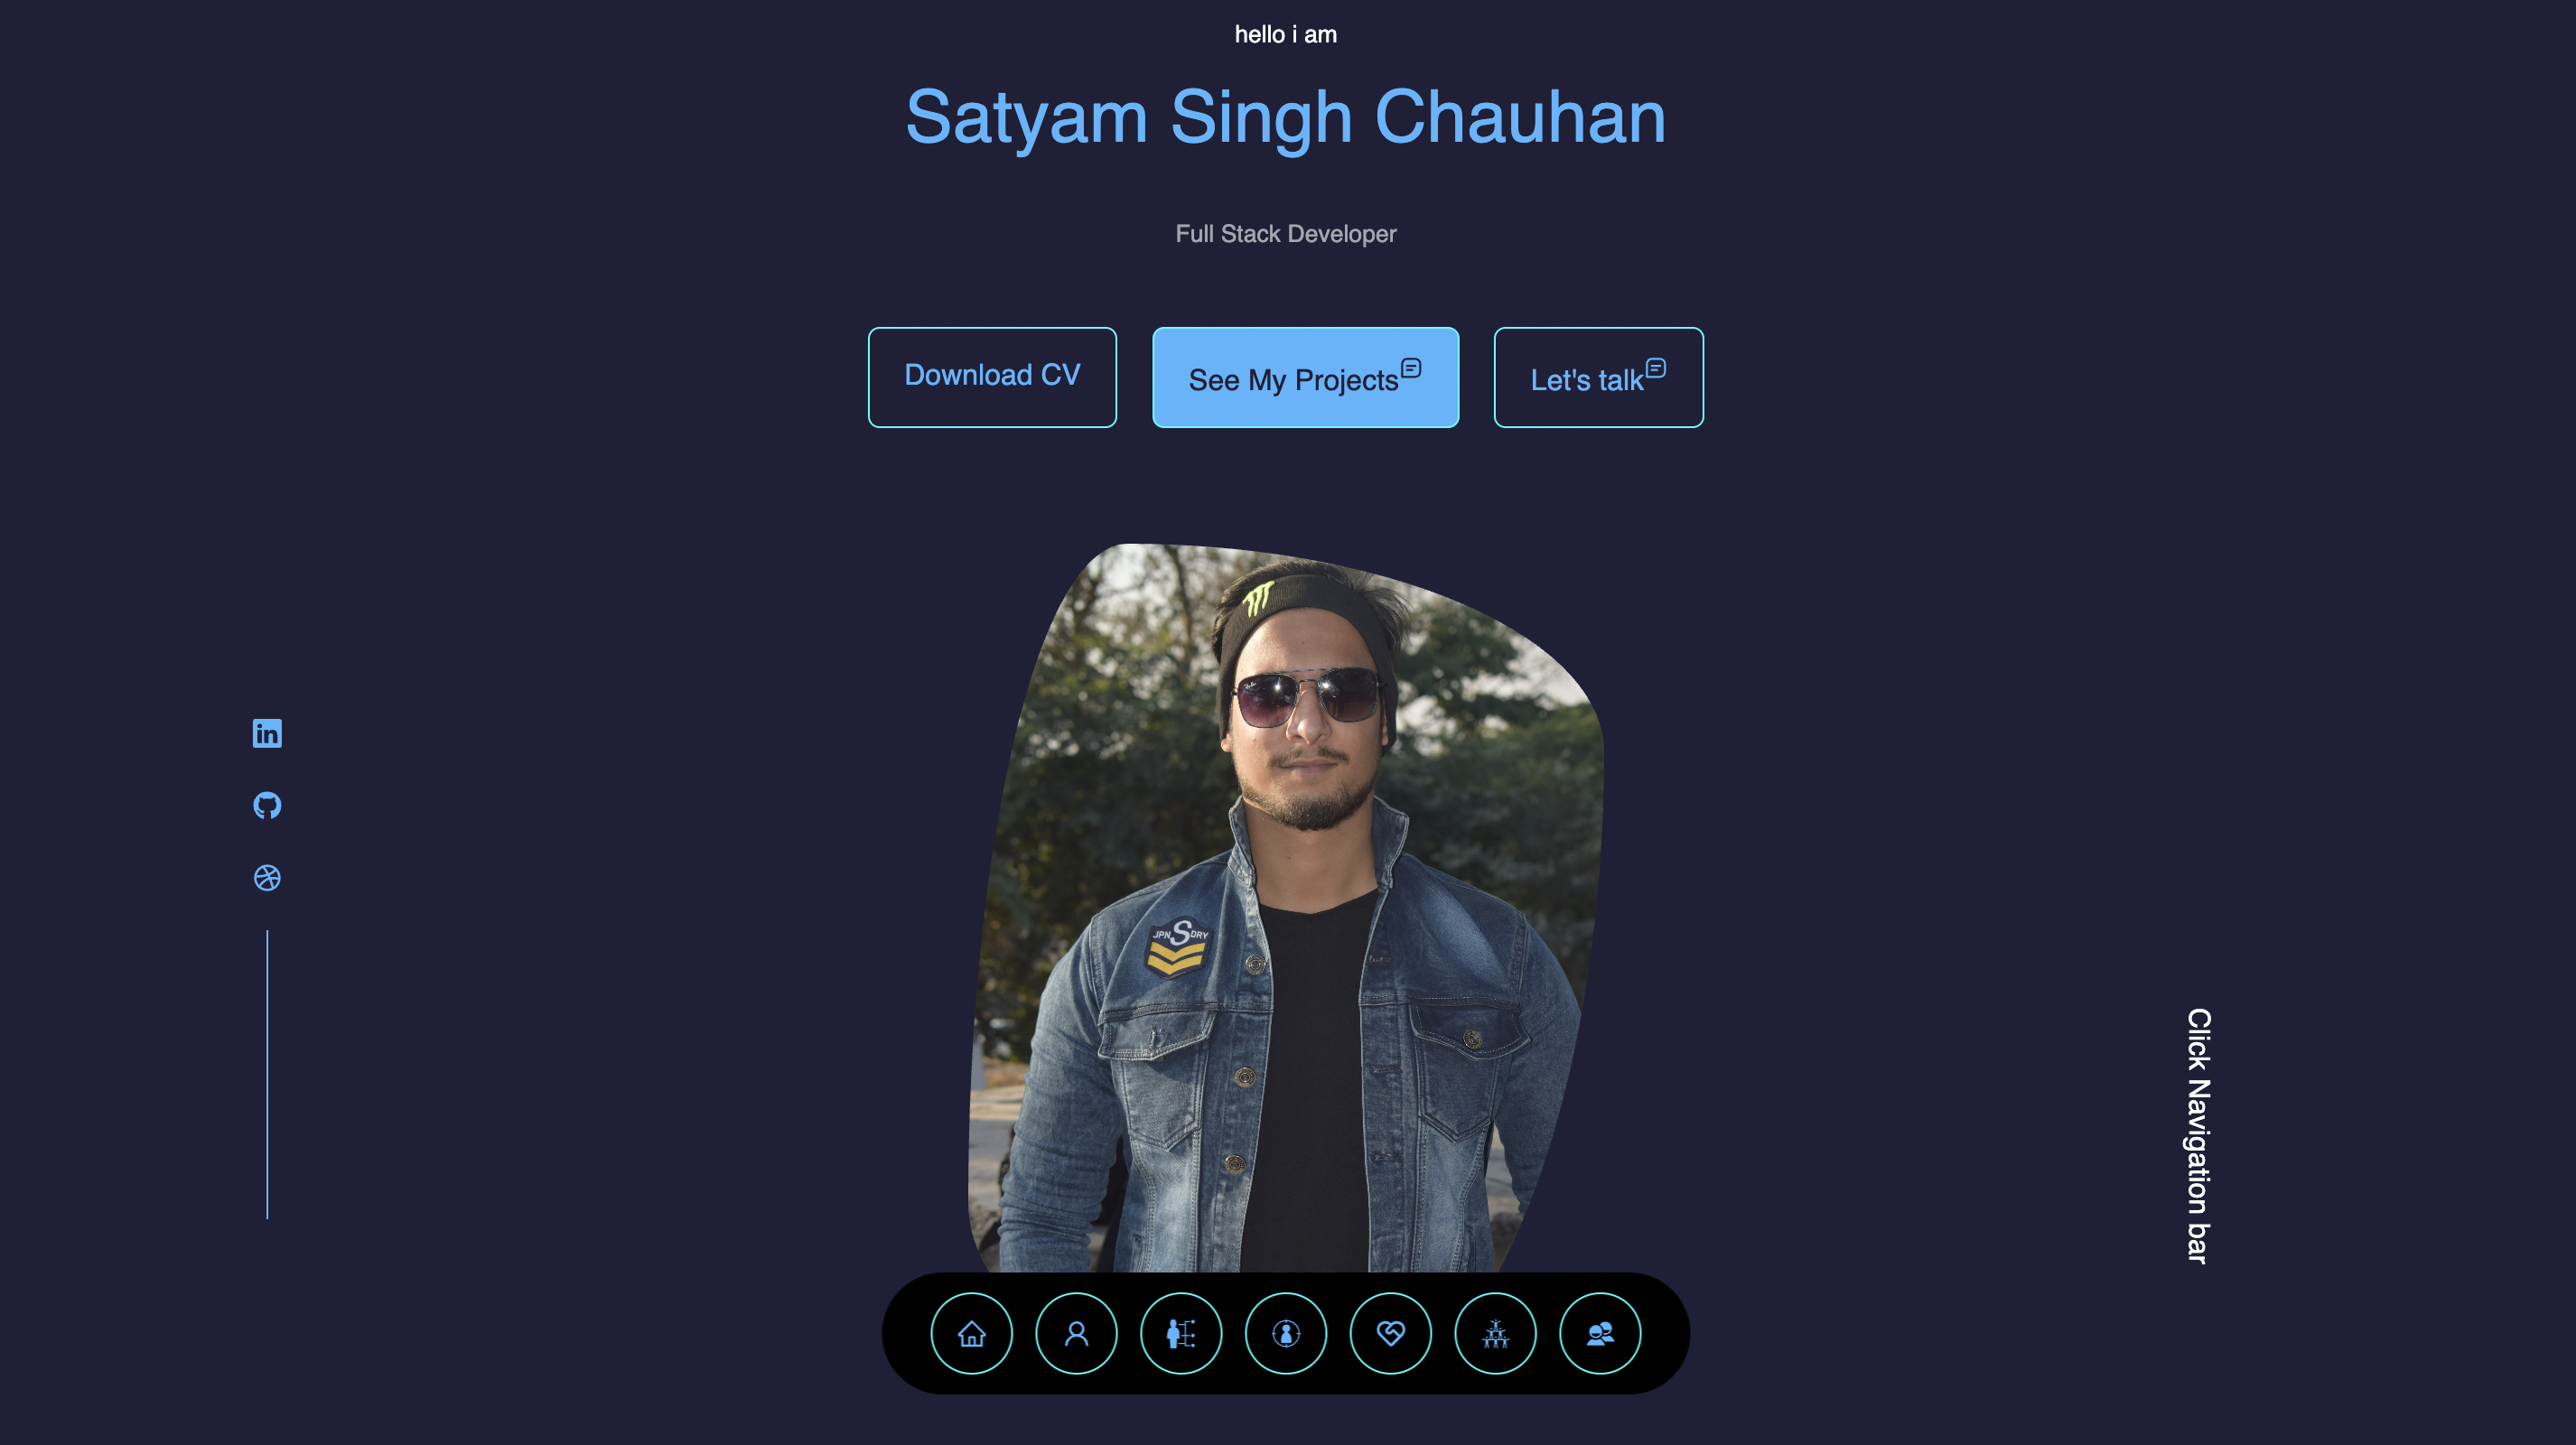 hello i am
Satyam Singh Chauhan
Full Stack Developer
Download CV
See My Projects
Let's talk
in
JPN S DRY
Click Navigation bar